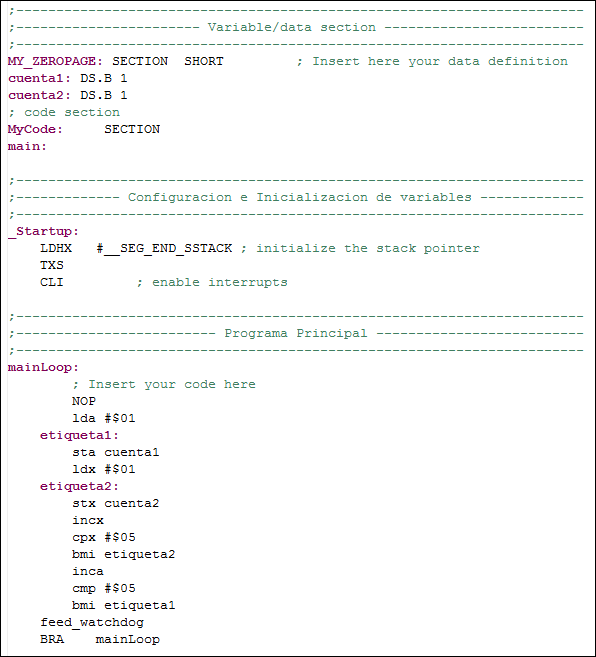 ;-----------------------------------------------------------------------
;----------------------- Variable/data section -------------------------
;-----------------------------------------------------------------------
MY_ZEROPAGE: SECTION  SHORT         ; Insert here your data definition
cuenta1: DS.B 1
cuenta2: DS.B 1
; code section
MyCode:     SECTION
main:
;-----------------------------------------------------------------------
;------------- Configuracion e Inicializacion de variables -------------
;-----------------------------------------------------------------------
_Startup:
    LDHX   #__SEG_END_SSTACK ; initialize the stack pointer
    TXS
    CLI         ; enable interrupts
;-----------------------------------------------------------------------
;------------------------- Programa Principal --------------------------
;-----------------------------------------------------------------------
mainLoop:
        ; Insert your code here
        NOP
        lda #$01
    etiqueta1:
        sta cuenta1
        ldx #$01
    etiqueta2:
        stx cuenta2
        incx
        cpx #$05
        bmi etiqueta2
        inca
        cmp #$05
        bmi etiqueta1
    feed_watchdog
    BRA    mainLoop